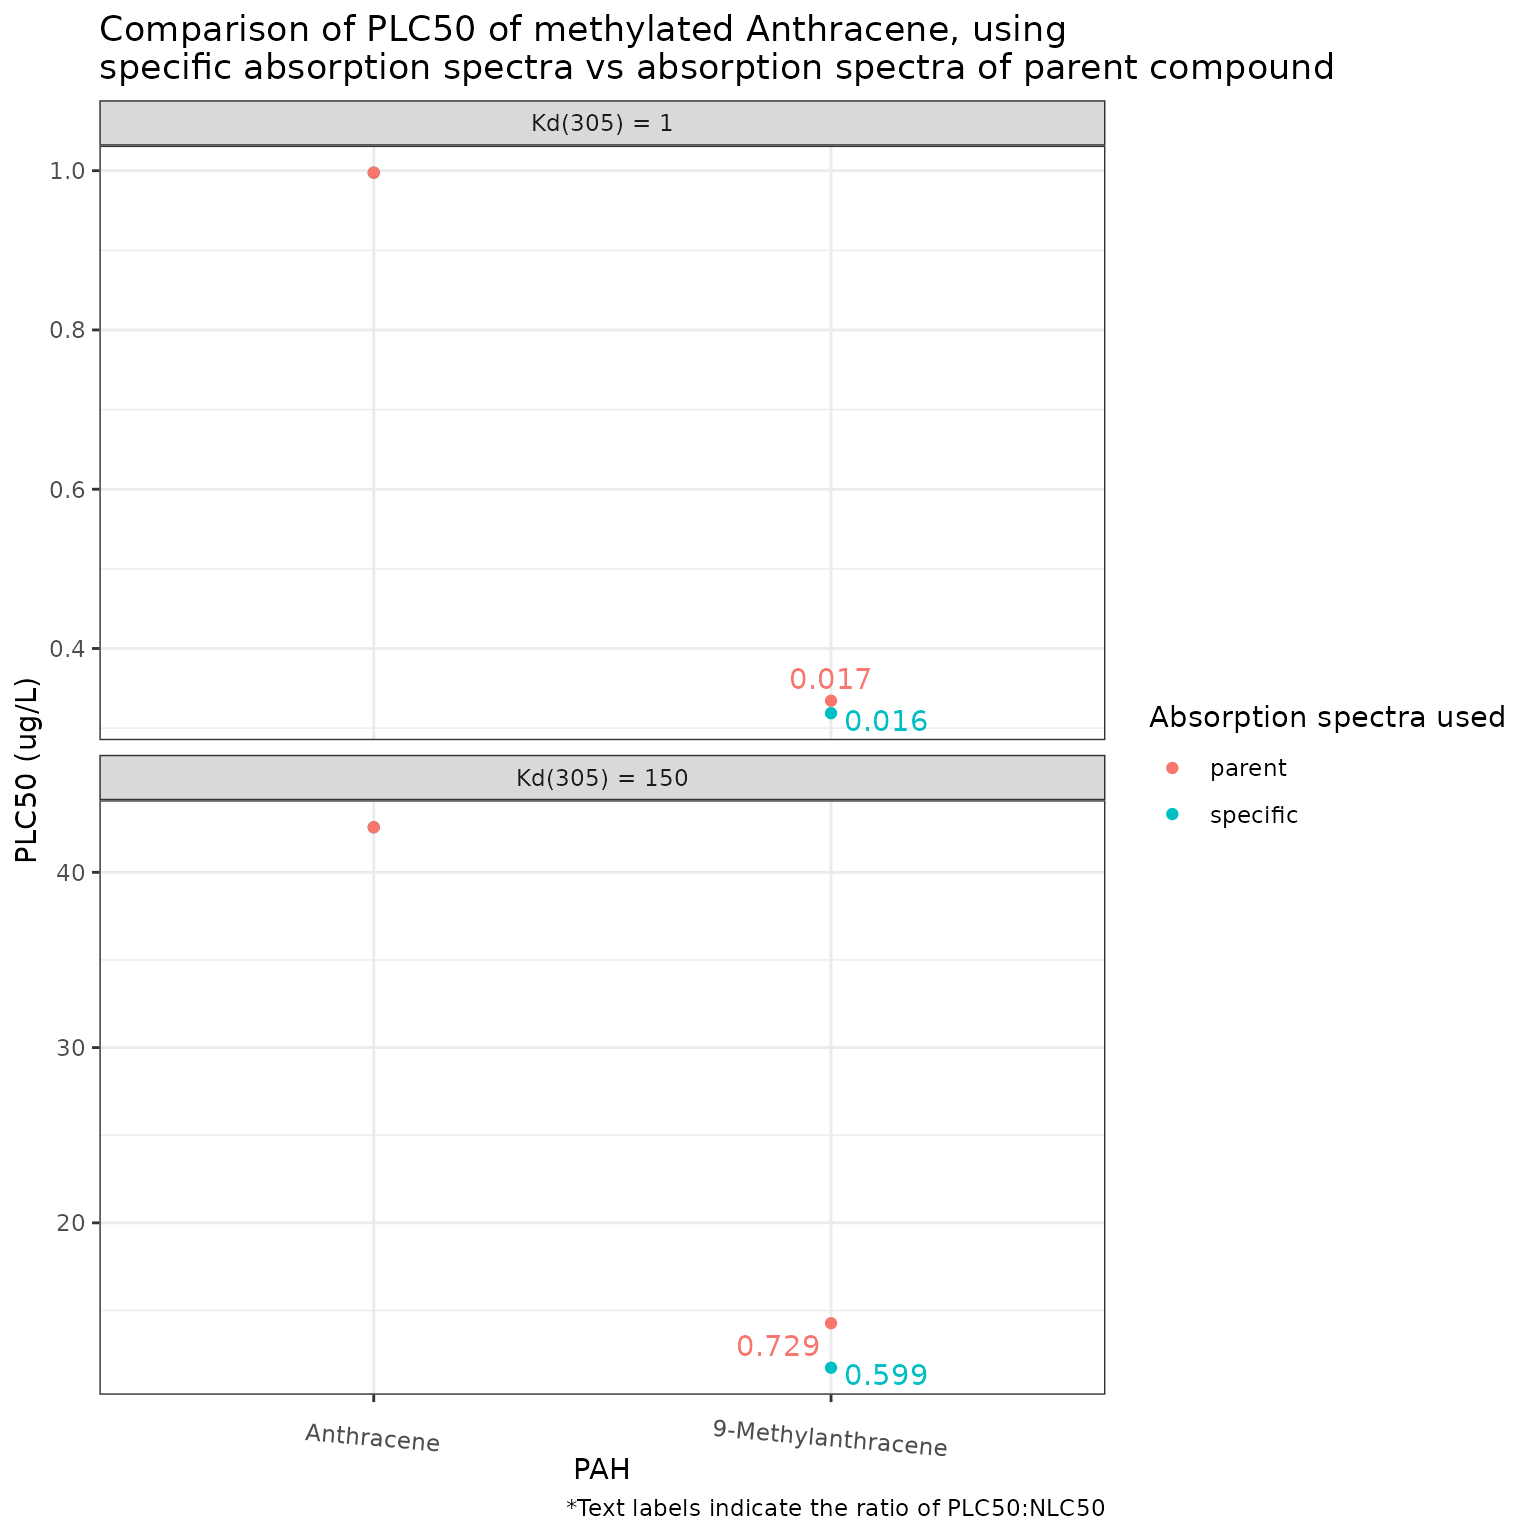 Comparison of PLC50 of methylated Anthracene, using
specific absorption spectra vs absorption spectra of parent compound
Kd(305) = 1
1.0
0.8
0.6
0.4
0.017
0.016
PLC50 (ug/L)
Absorption spectra used
parent
specific
Kd(305) = 150
40
30
20
0.729
0.599
Anthracene
9-Methylanthracene
PAH
*Text labels indicate the ratio of PLC50:NLC50